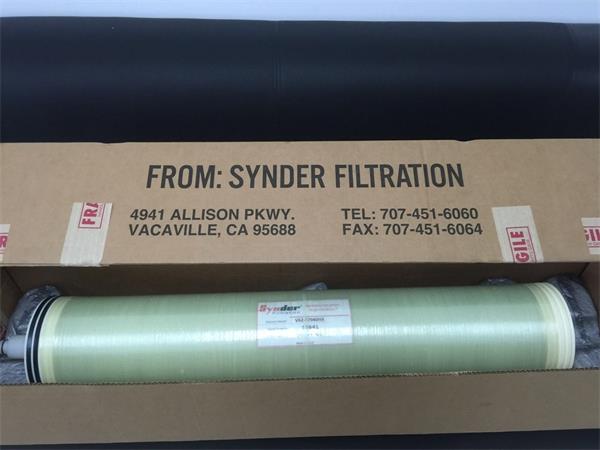 FROM: SYNDER FILTRATION
4941 ALLISON PKWY.
VACAVILLE, CA 95688
TEL: 707-451-6060
FAX: 707-451-6064
FRA
GILE
Synder